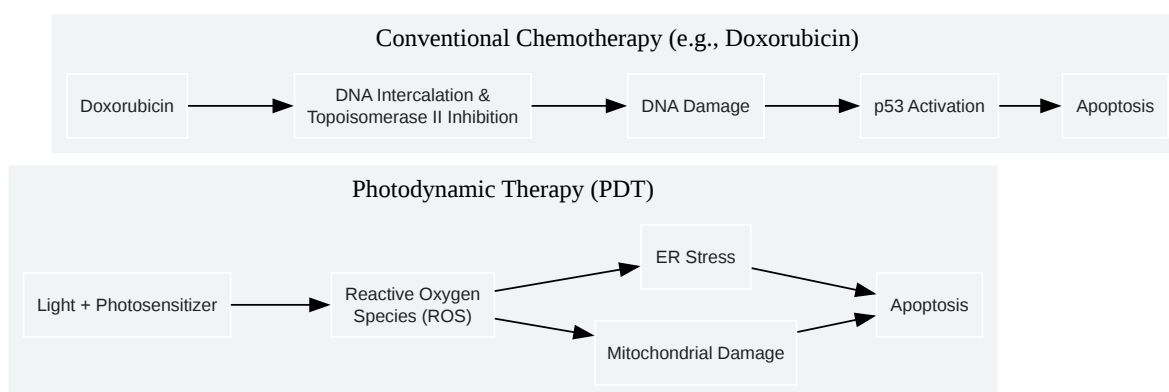 Conventional Chemotherapy (e.g., Doxorubicin)
Doxorubicin
DNA Intercalation &
Topoisomerase II Inhibition
DNA Damage
p53 Activation
Apoptosis
Photodynamic Therapy (PDT)
Light + Photosensitizer
Reactive Oxygen
Species (ROS)
ER Stress
Mitochondrial Damage
Apoptosis